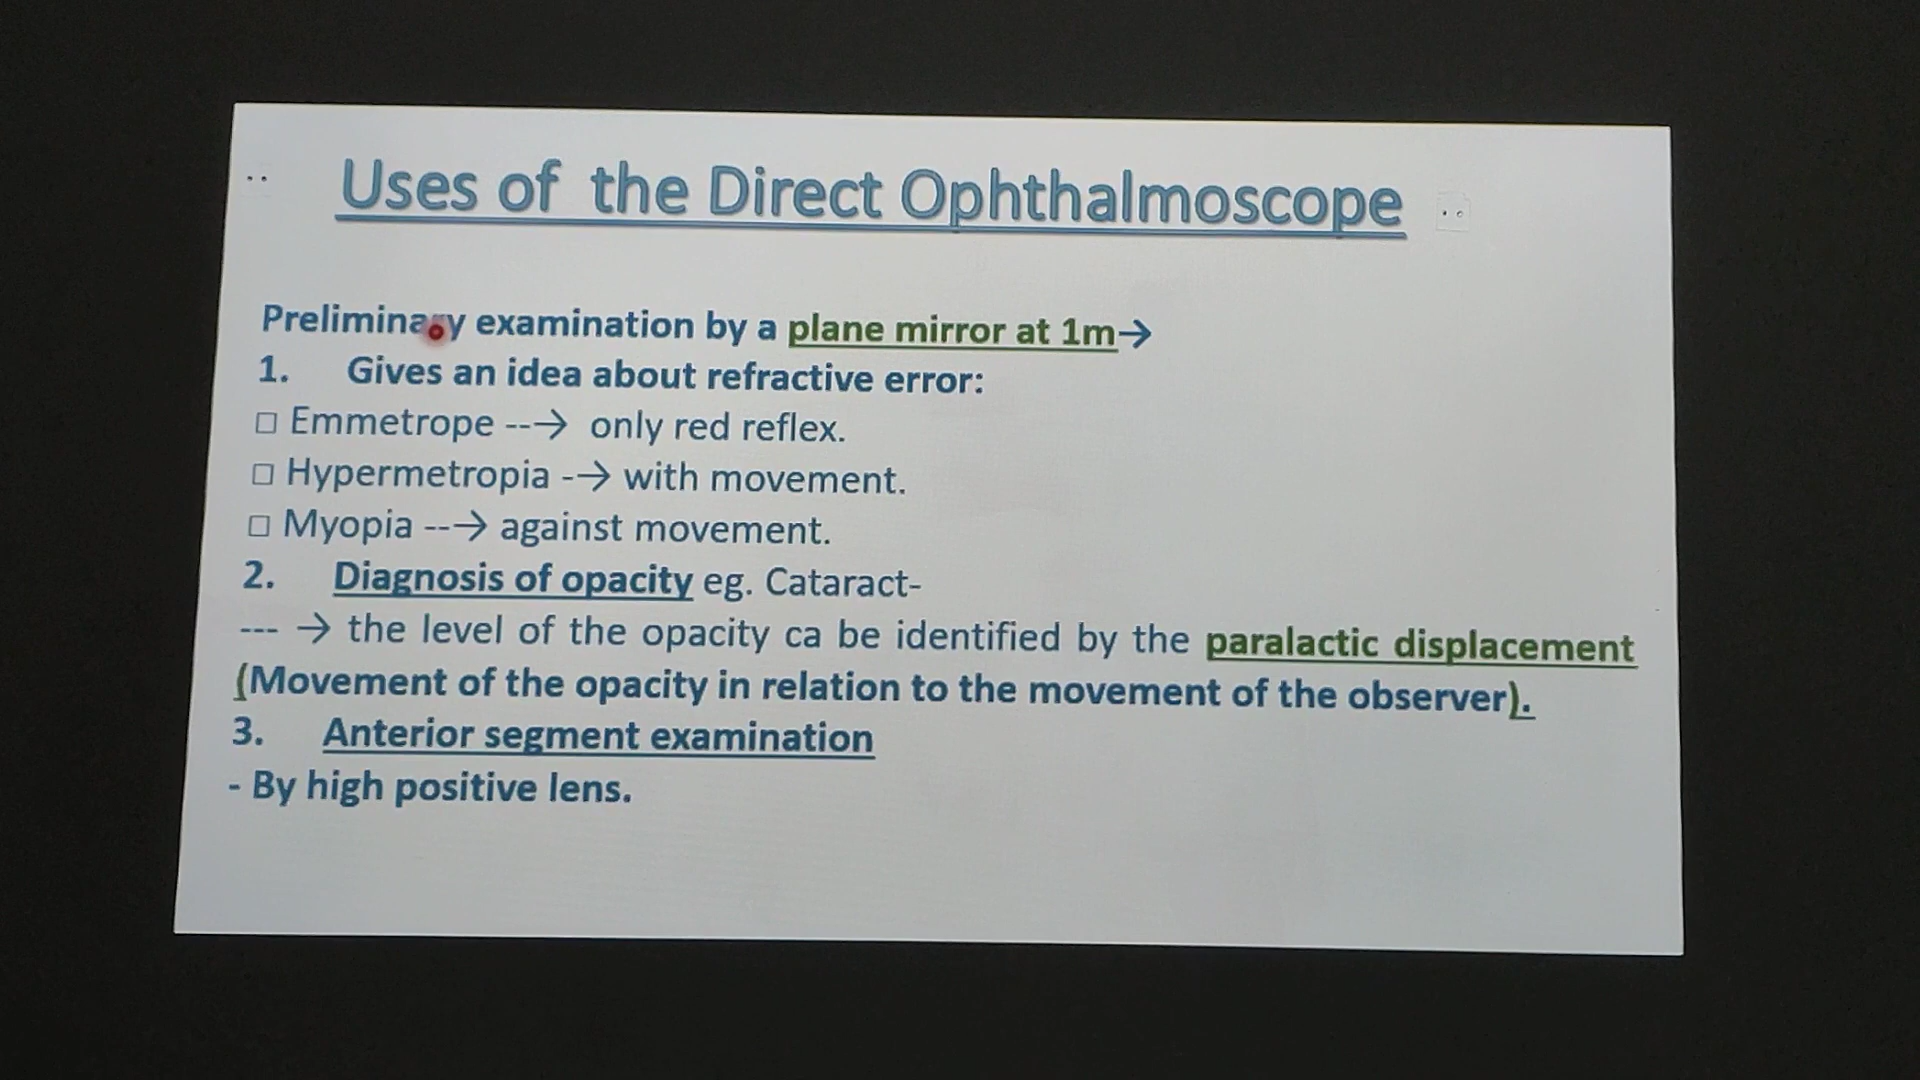 Uses of the Direct Ophthalmoscope
Preliminary examination by a plane mirror at 1m→
1. Gives an idea about refractive error:
□ Emmetrope --→ only red reflex.
□ Hypermetropia -→ with movement.
□ Myopia --→ against movement.
2. Diagnosis of opacity eg. Cataract-
--- → the level of the opacity ca be identified by the paralactic displacement
(Movement of the opacity in relation to the movement of the observer).
3. Anterior segment examination
- By high positive lens.